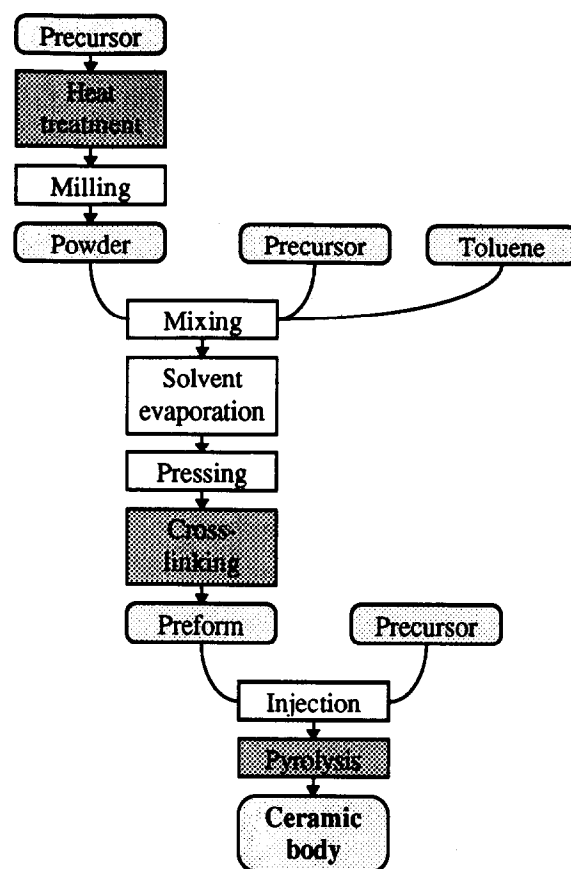 Precursor
Heat
treatment
Milling
Powder
Precursor
Toluene
Mixing
Solvent
evaporation
Pressing
Cross-
linking
Preform
Precursor
Injection
Pyrolysis
Ceramic
body